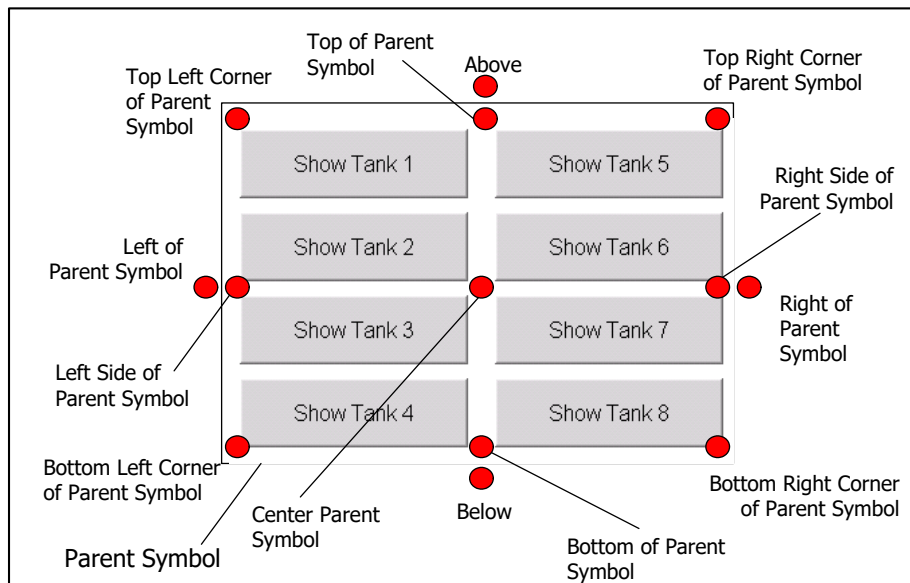 Top of Parent
Symbol
Above
Top Right Corner
of Parent Symbol
Top Left Corner
of Parent
Symbol
Show Tank 1
Show Tank 5
Right Side of
Parent Symbol
Left of
Parent Symbol
Show Tank 2
Show Tank 6
Right of
Parent
Symbol
Show Tank 3
Show Tank 7
Left Side of
Parent Symbol
Show Tank 4
Show Tank 8
Bottom Left Corner
of Parent Symbol
Center Parent
Symbol
Below
Bottom Right Corner
of Parent Symbol
Parent Symbol
Bottom of Parent
Symbol